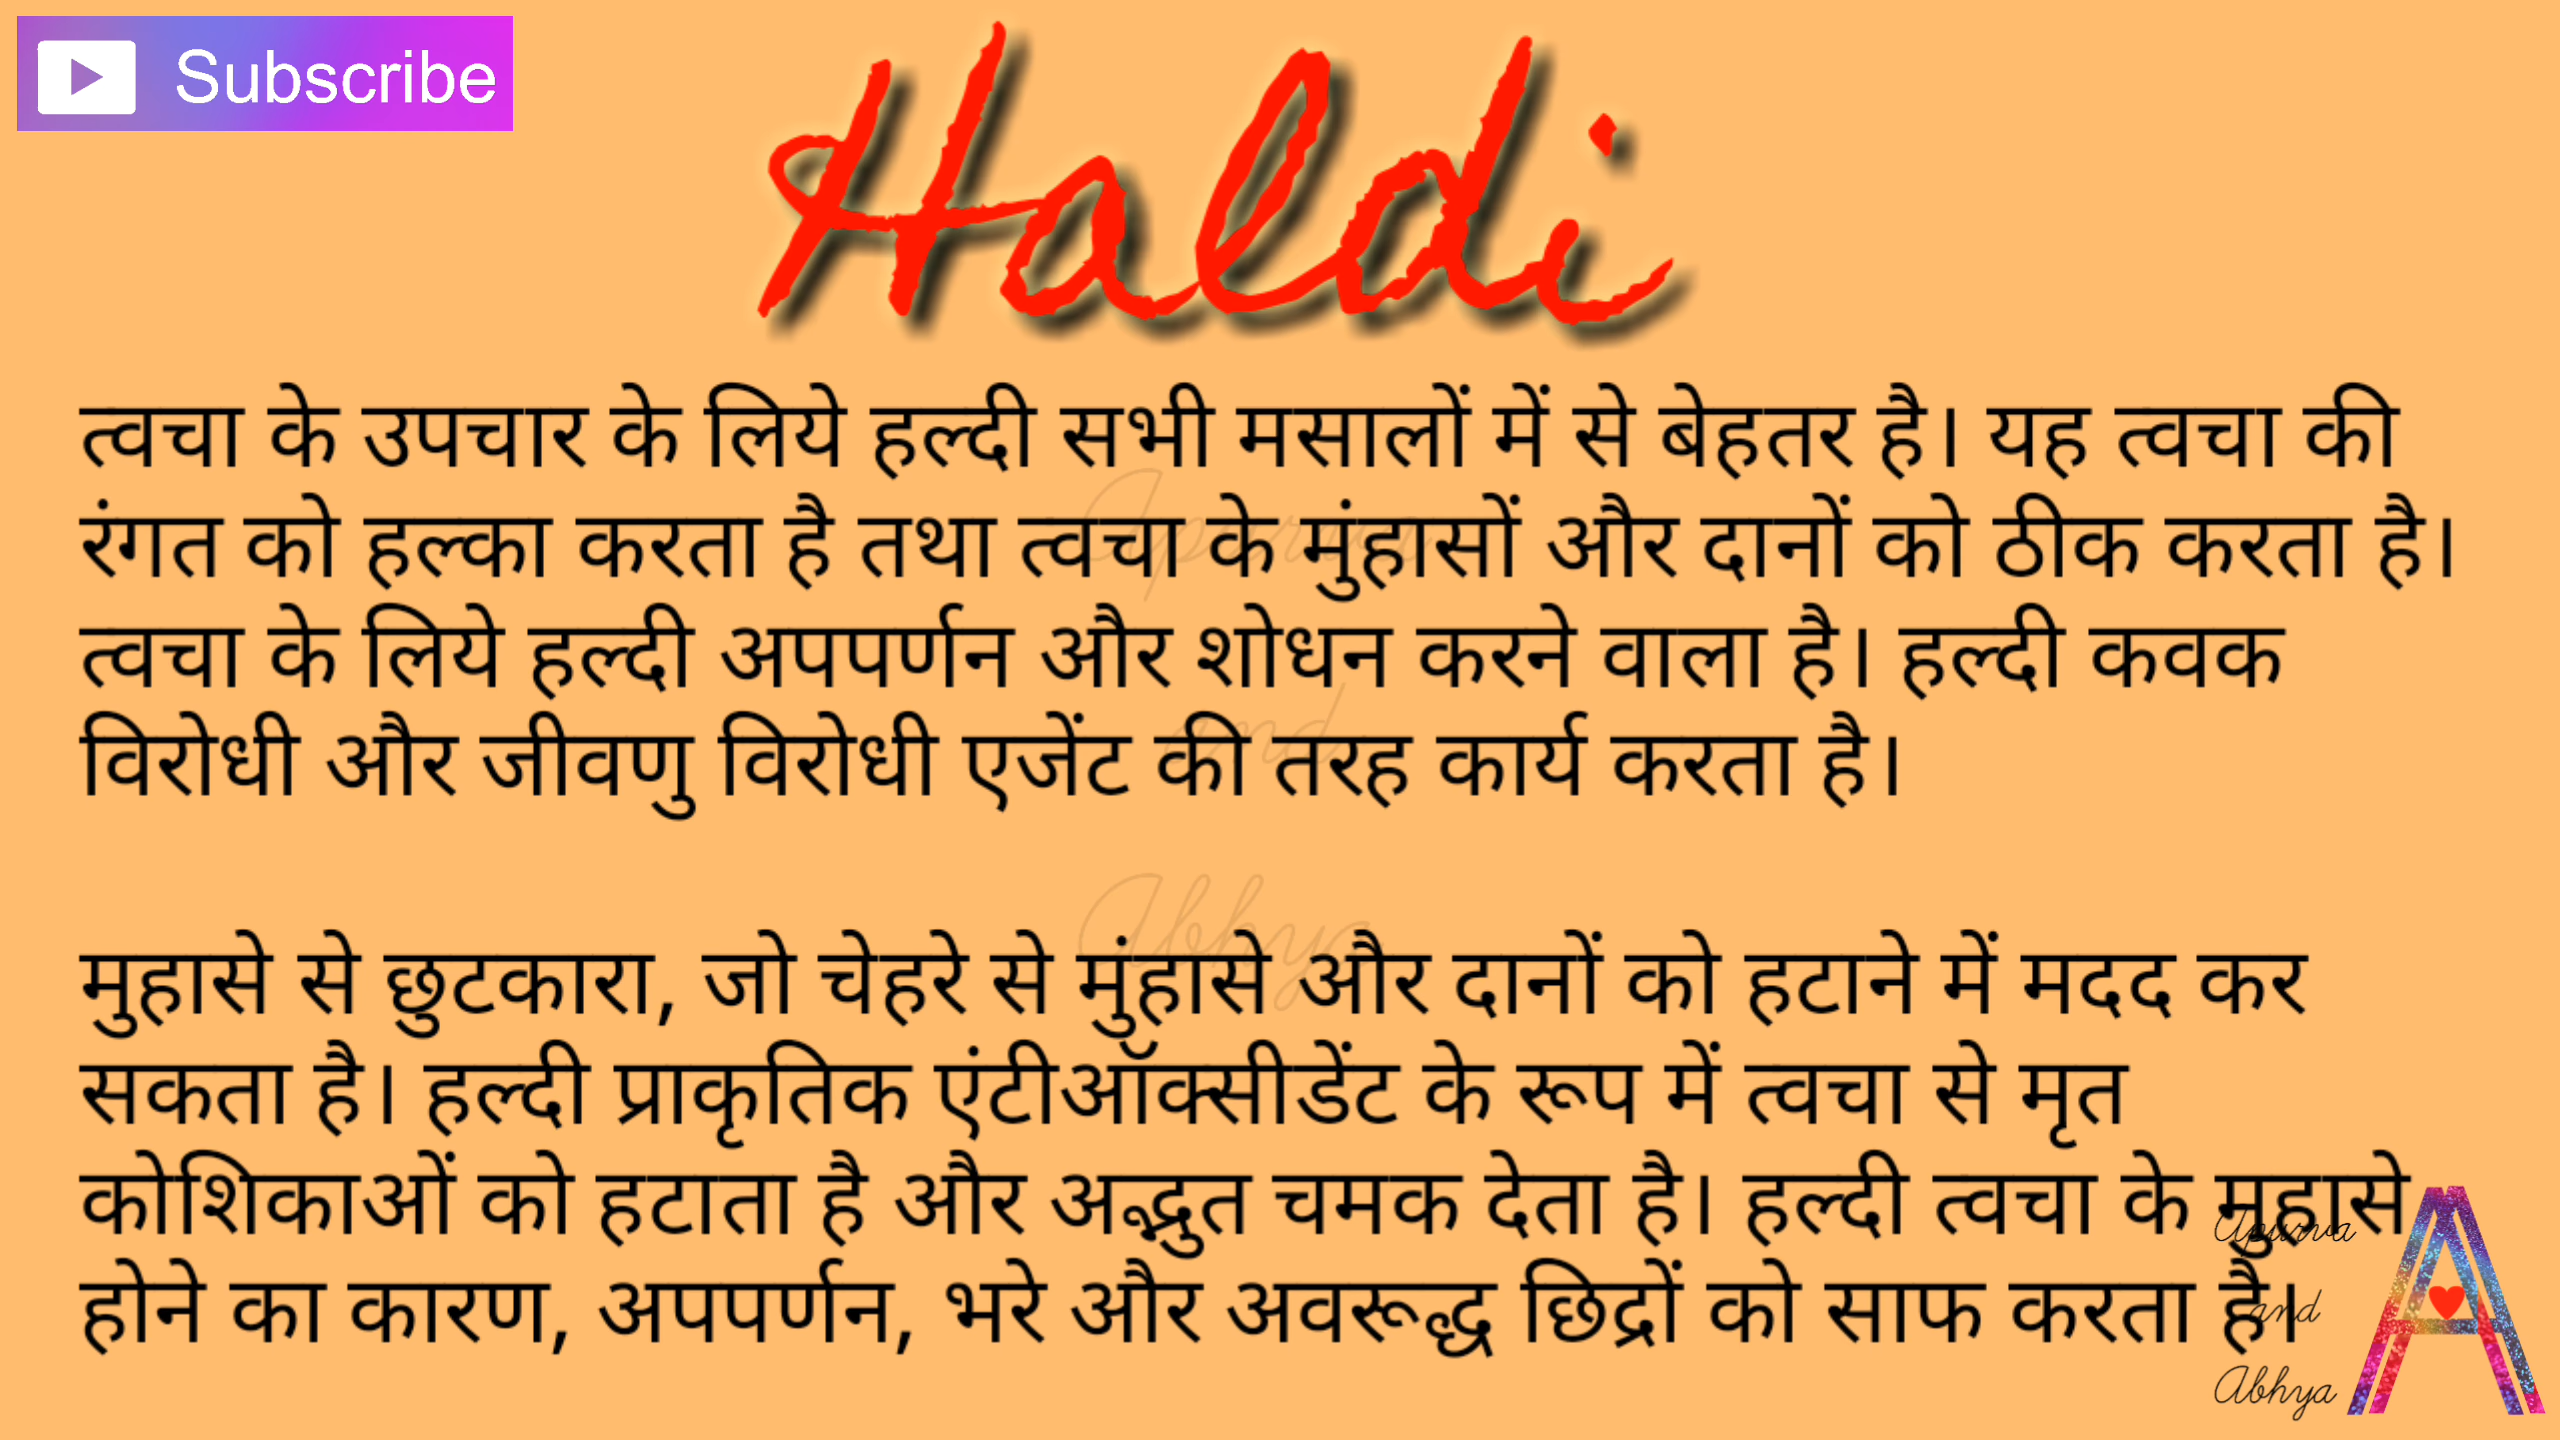 Subscribe
Haldi
त्वचा के उपचार के लिये हल्दी सभी मसालों में से बेहतर है। यह त्वचा की
रंगत को हल्का करता है तथा त्वचा के मुंहासों और दानों को ठीक करता है।
त्वचा के लिये हल्दी अपपर्णन और शोधन करने वाला है। हल्दी कवक
विरोधी और जीवणु विरोधी एजेंट की तरह कार्य करता है।
मुहासे से छुटकारा, जो चेहरे से मुंहासे और दानों को हटाने में मदद कर
सकता है। हल्दी प्राकृतिक एंटीऑक्सीडेंट के रूप में त्वचा से मृत
कोशिकाओं को हटाता है और अद्भुत चमक देता है। हल्दी त्वचा के मुहासे
होने का कारण, अपपर्णन, भरे और अवरूद्ध छिद्रों को साफ करता है।
Apurva
and
Abhya
Apurva
and
Abhya